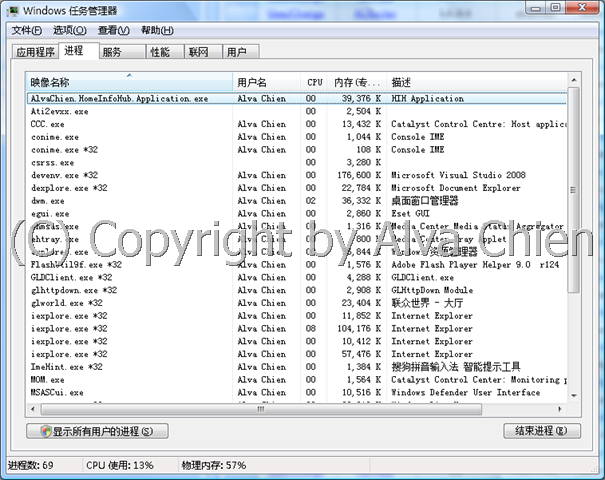 Windows 任务管理器
文件(F) 选项(O) 查看(V) 帮助(H)
应用程序 进程 服务 性能 联网 用户
映像名称 用户名 CPU 内存(专... 描述
AlvaChien.HomeInfoHub.Application.exe Alva Chien 00 39,376 K HIH Application
Ati2evxx.exe 00 2,504 K
CCC.exe Alva Chien 00 13,432 K Catalyst Control Centre: Host applic
conime.exe Alva Chien 00 1,044 K Console IME
conime.exe *32 Alva Chien 00 108 K Console IME
csrss.exe 00 3,280 K
devenv.exe *32 Alva Chien 00 176,600 K Microsoft Visual Studio 2008
dexplore.exe *32 Alva Chien 00 22,784 K Microsoft Document Explorer
dwm.exe Alva Chien 02 36,332 K 桌面窗口管理器
egui.exe Alva Chien 00 2,860 K Eset GUI
ehmsas.exe Alva Chien 00 1,316 K Media Center Media Status Aggregator
ehtray.exe Alva Chien 00 800 K Media Center Tray Applet
explorer.exe Alva Chien 844 K Windows 资源管理器
(C) Copyright by Alva Chien
FlashUtil9f.exe *32 Alva Chien 00 1,576 K Adobe Flash Player Helper 9.0 r124
GLDClient.exe *32 Alva Chien 00 4,288 K GLDClient.exe
glhttpdown.exe *32 Alva Chien 00 2,908 K GLHttpDown Module
glworld.exe *32 Alva Chien 00 23,404 K 联众世界 - 大厅
iexplore.exe *32 Alva Chien 00 11,852 K Internet Explorer
iexplore.exe *32 Alva Chien 08 104,176 K Internet Explorer
iexplore.exe *32 Alva Chien 00 10,412 K Internet Explorer
iexplore.exe *32 Alva Chien 00 57,476 K Internet Explorer
ImeHint.exe *32 Alva Chien 00 1,384 K 搜狗拼音输入法 智能提示工具
MOM.exe Alva Chien 00 1,564 K Catalyst Control Center: Monitoring p
MSASCui.exe Alva Chien 00 10,516 K Windows Defender User Interface
显示所有用户的进程(S) 结束进程(E)
进程数: 69 CPU 使用: 13% 物理内存: 57%